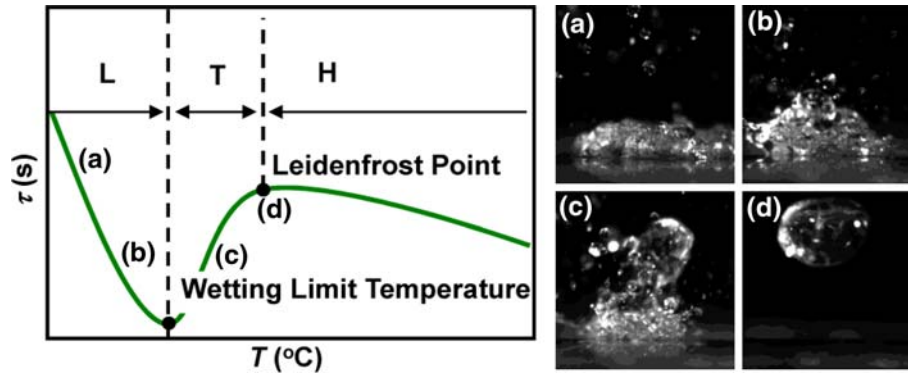 L T H
(a)
Leidenfrost Point
(d)
(b)
(c)
Wetting Limit Temperature
τ (s)
T (°C)
(a)
(b)
(c)
(d)